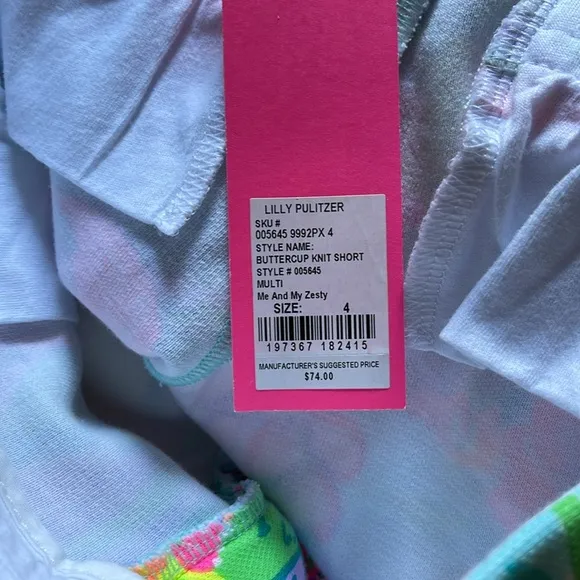 LILLY PULITZER
SKU #
005645 9992PX 4
STYLE NAME:
BUTTERCUP KNIT SHORT
STYLE # 005645
MULTI
Me And My Zesty
SIZE: 4
197367 182415
MANUFACTURER'S SUGGESTED PRICE
$74.00